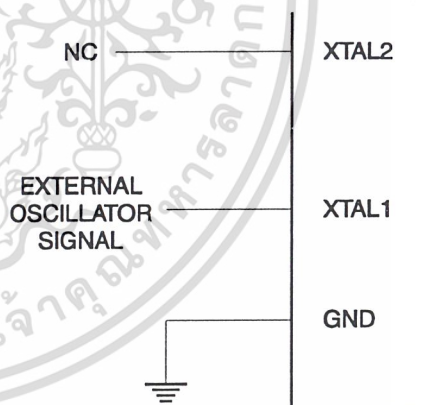 NC
XTAL2
EXTERNAL
OSCILLATOR
SIGNAL
XTAL1
GND